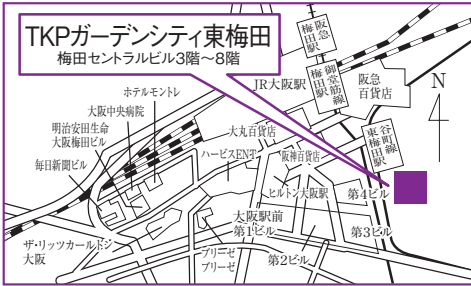 TKPガーデンシティ東梅田
梅田セントラルビル3階〜8階
阪急
梅田駅
御堂筋線
梅田駅
JR大阪駅
阪急
百貨店
N
ホテルモントレ
大阪中央病院
明治安田生命
大阪梅田ビル
毎日新聞ビル
大丸百貨店
ハービスENT
阪神百貨店
谷町線
東梅田駅
ヒルトン大阪駅
第4ビル
大阪駅前
第1ビル
第3ビル
第2ビル
ザ・リッツカールトン
大阪
ブリーゼ
ブリーゼ